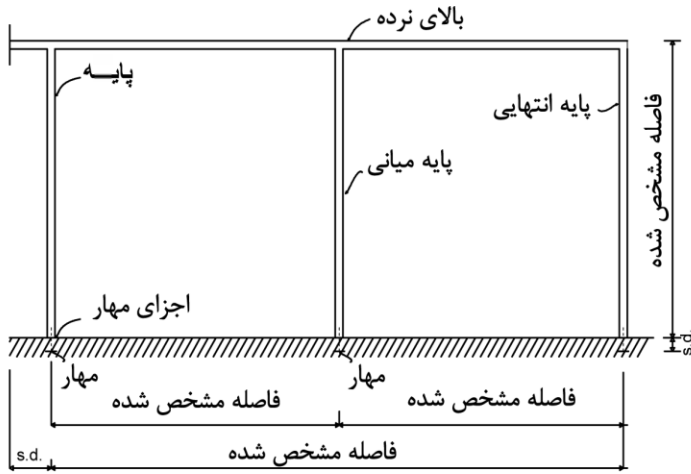 بالای نرده
پایـــه
پایه انتهایی
پایه میانی
فاصله مشخص شده
اجزای مهار
s.d.
مهار
مهار
فاصله مشخص شده
فاصله مشخص شده
فاصله مشخص شده
s.d.